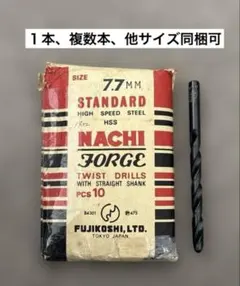 １本、複数本、他サイズ同梱可
SIZE 7.7MM
STANDARD
HIGH SPEED STEEL
HSS
NACHI
FORGE
TWIST DRILLS
WITH STRAIGHT SHANK
PCS 10
FUJIKOSHI, LTD.
TOKYO JAPAN